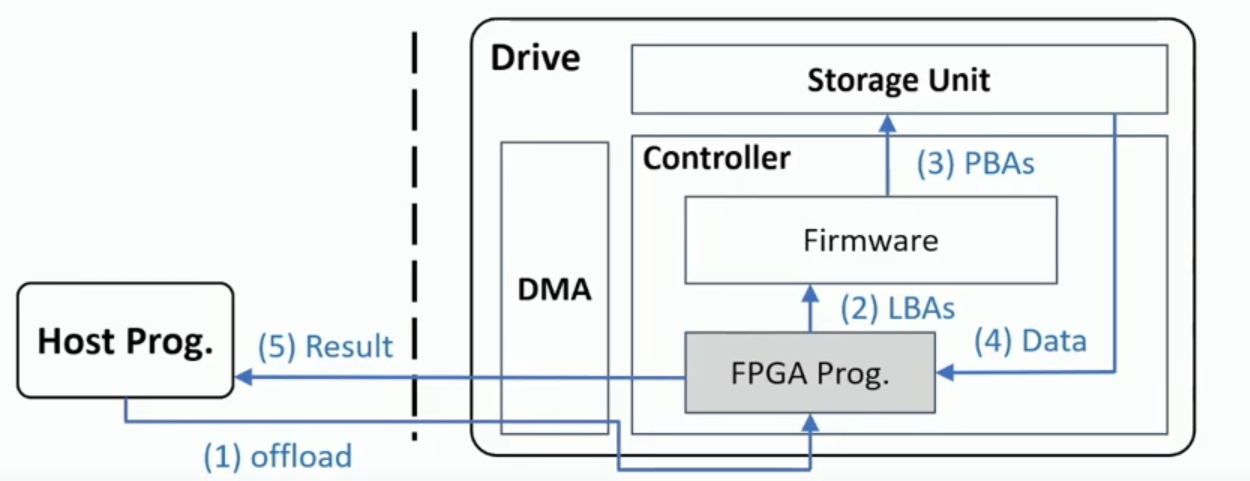 Drive
Storage Unit
Controller
(3) PBAs
Firmware
DMA
(2) LBAs
Host Prog.
(5) Result
FPGA Prog.
(4) Data
(1) offload